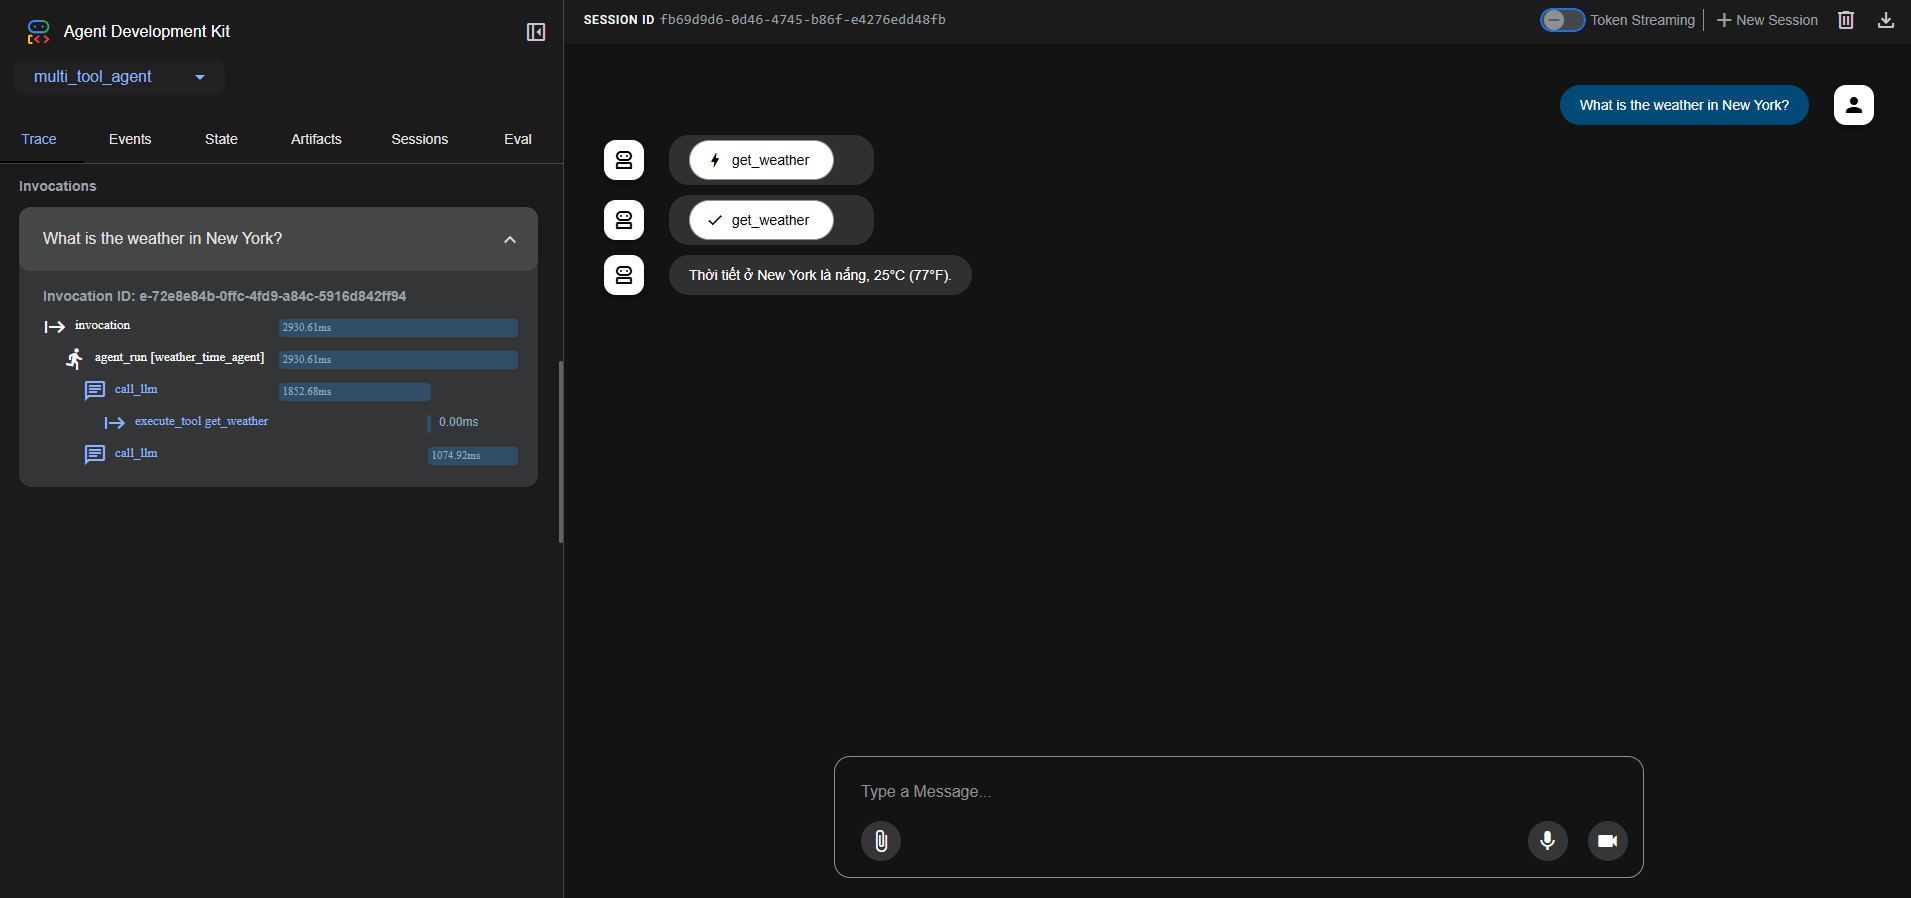 Agent Development Kit
multi_tool_agent
Trace Events State Artifacts Sessions Eval
Invocations
What is the weather in New York?
Invocation ID: e-72e8e84b-0ffc-4fd9-a84c-5916d842ff94
invocation 2930.61ms
agent_run [weather_time_agent] 2930.61ms
call_llm 1852.68ms
execute_tool get_weather 0.00ms
call_llm 1074.92ms
SESSION ID fb69d9d6-0d46-4745-b86f-e4276edd48fb
Token Streaming New Session
What is the weather in New York?
get_weather
get_weather
Thời tiết ở New York là nắng, 25°C (77°F).
Type a Message...